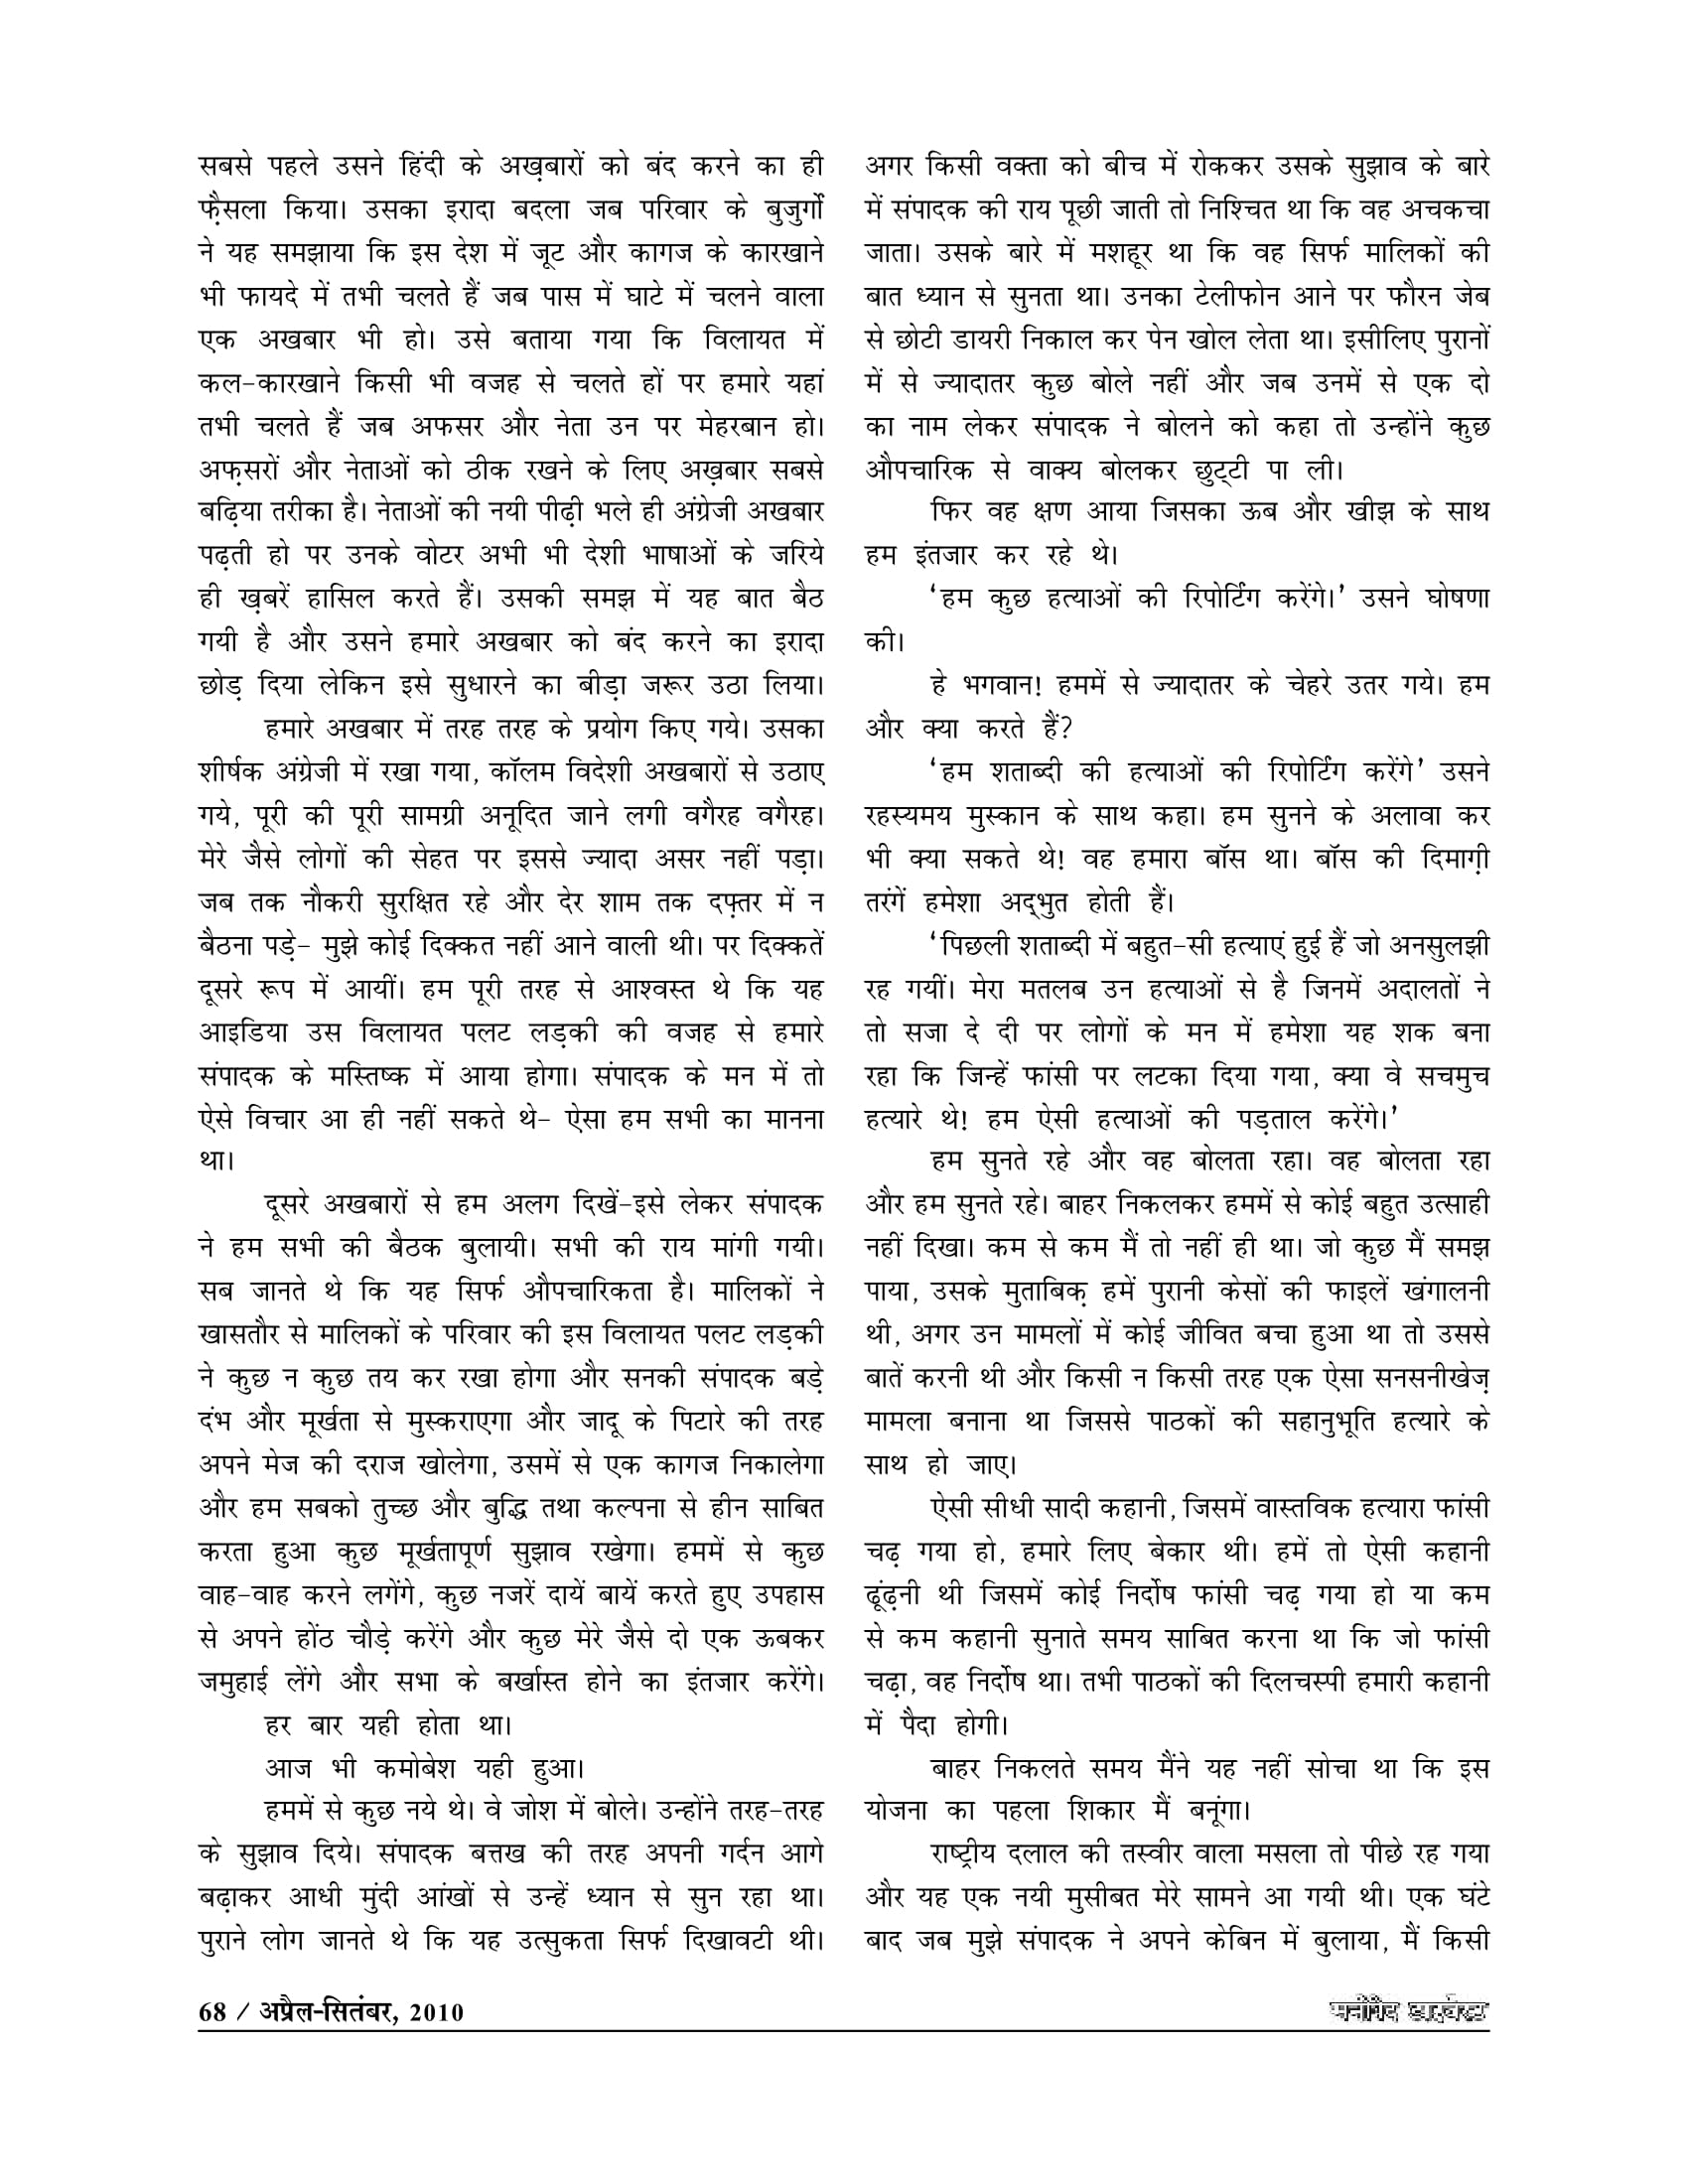 सबसे पहले उसने हिंदी के अख़बारों को बंद करने का ही
फ़ैसला किया। उसका इरादा बदला जब परिवार के बुजुर्गों
ने यह समझाया कि इस देश में जूट और कागज के कारखाने
भी फायदे में तभी चलते हैं जब पास में घाटे में चलने वाला
एक अखबार भी हो। उसे बताया गया कि विलायत में
कल-कारखाने किसी भी वजह से चलते हों पर हमारे यहां
तभी चलते हैं जब अफसर और नेता उन पर मेहरबान हो।
अफ़सरों और नेताओं को ठीक रखने के लिए अख़बार सबसे
बढ़िया तरीका है। नेताओं की नयी पीढ़ी भले ही अंग्रेजी अखबार
पढ़ती हो पर उनके वोटर अभी भी देशी भाषाओं के जरिये
ही ख़बरें हासिल करते हैं। उसकी समझ में यह बात बैठ
गयी है और उसने हमारे अखबार को बंद करने का इरादा
छोड़ दिया लेकिन इसे सुधारने का बीड़ा जरूर उठा लिया।
हमारे अखबार में तरह तरह के प्रयोग किए गये। उसका
शीर्षक अंग्रेजी में रखा गया, कॉलम विदेशी अखबारों से उठाए
गये, पूरी की पूरी सामग्री अनूदित जाने लगी वगैरह वगैरह।
मेरे जैसे लोगों की सेहत पर इससे ज्यादा असर नहीं पड़ा।
जब तक नौकरी सुरक्षित रहे और देर शाम तक दफ़्तर में न
बैठना पड़े- मुझे कोई दिक्कत नहीं आने वाली थी। पर दिक्कतें
दूसरे रूप में आयीं। हम पूरी तरह से आश्वस्त थे कि यह
आइडिया उस विलायत पलट लड़की की वजह से हमारे
संपादक के मस्तिष्क में आया होगा। संपादक के मन में तो
ऐसे विचार आ ही नहीं सकते थे- ऐसा हम सभी का मानना
था।
दूसरे अखबारों से हम अलग दिखें-इसे लेकर संपादक
ने हम सभी की बैठक बुलायी। सभी की राय मांगी गयी।
सब जानते थे कि यह सिर्फ औपचारिकता है। मालिकों ने
खासतौर से मालिकों के परिवार की इस विलायत पलट लड़की
ने कुछ न कुछ तय कर रखा होगा और सनकी संपादक बड़े
दंभ और मूर्खता से मुस्कराएगा और जादू के पिटारे की तरह
अपने मेज की दराज खोलेगा, उसमें से एक कागज निकालेगा
और हम सबको तुच्छ और बुद्धि तथा कल्पना से हीन साबित
करता हुआ कुछ मूर्खतापूर्ण सुझाव रखेगा। हममें से कुछ
वाह-वाह करने लगेंगे, कुछ नजरें दायें बायें करते हुए उपहास
से अपने होंठ चौड़े करेंगे और कुछ मेरे जैसे दो एक ऊबकर
जमुहाई लेंगे और सभा के बर्खास्त होने का इंतजार करेंगे।
हर बार यही होता था।
आज भी कमोबेश यही हुआ।
हममें से कुछ नये थे। वे जोश में बोले। उन्होंने तरह-तरह
के सुझाव दिये। संपादक बत्तख की तरह अपनी गर्दन आगे
बढ़ाकर आधी मुंदी आंखों से उन्हें ध्यान से सुन रहा था।
पुराने लोग जानते थे कि यह उत्सुकता सिर्फ दिखावटी थी।
अगर किसी वक्ता को बीच में रोककर उसके सुझाव के बारे
में संपादक की राय पूछी जाती तो निश्चित था कि वह अचकचा
जाता। उसके बारे में मशहूर था कि वह सिर्फ मालिकों की
बात ध्यान से सुनता था। उनका टेलीफोन आने पर फौरन जेब
से छोटी डायरी निकाल कर पेन खोल लेता था। इसीलिए पुरानों
में से ज्यादातर कुछ बोले नहीं और जब उनमें से एक दो
का नाम लेकर संपादक ने बोलने को कहा तो उन्होंने कुछ
औपचारिक से वाक्य बोलकर छुट्टी पा ली।
फिर वह क्षण आया जिसका ऊब और खीझ के साथ
हम इंतजार कर रहे थे।
‘हम कुछ हत्याओं की रिपोर्टिंग करेंगे।’ उसने घोषणा
की।
हे भगवान! हममें से ज्यादातर के चेहरे उतर गये। हम
और क्या करते हैं?
‘हम शताब्दी की हत्याओं की रिपोर्टिंग करेंगे’ उसने
रहस्यमय मुस्कान के साथ कहा। हम सुनने के अलावा कर
भी क्या सकते थे! वह हमारा बॉस था। बॉस की दिमाग़ी
तरंगें हमेशा अद्भुत होती हैं।
‘पिछली शताब्दी में बहुत-सी हत्याएं हुई हैं जो अनसुलझी
रह गयीं। मेरा मतलब उन हत्याओं से है जिनमें अदालतों ने
तो सजा दे दी पर लोगों के मन में हमेशा यह शक बना
रहा कि जिन्हें फांसी पर लटका दिया गया, क्या वे सचमुच
हत्यारे थे! हम ऐसी हत्याओं की पड़ताल करेंगे।’
हम सुनते रहे और वह बोलता रहा। वह बोलता रहा
और हम सुनते रहे। बाहर निकलकर हममें से कोई बहुत उत्साही
नहीं दिखा। कम से कम मैं तो नहीं ही था। जो कुछ मैं समझ
पाया, उसके मुताबिक़ हमें पुरानी केसों की फाइलें खंगालनी
थी, अगर उन मामलों में कोई जीवित बचा हुआ था तो उससे
बातें करनी थी और किसी न किसी तरह एक ऐसा सनसनीखेज़
मामला बनाना था जिससे पाठकों की सहानुभूति हत्यारे के
साथ हो जाए।
ऐसी सीधी सादी कहानी, जिसमें वास्तविक हत्यारा फांसी
चढ़ गया हो, हमारे लिए बेकार थी। हमें तो ऐसी कहानी
ढूंढ़नी थी जिसमें कोई निर्दोष फांसी चढ़ गया हो या कम
से कम कहानी सुनाते समय साबित करना था कि जो फांसी
चढ़ा, वह निर्दोष था। तभी पाठकों की दिलचस्पी हमारी कहानी
में पैदा होगी।
बाहर निकलते समय मैंने यह नहीं सोचा था कि इस
योजना का पहला शिकार मैं बनूंगा।
राष्ट्रीय दलाल की तस्वीर वाला मसला तो पीछे रह गया
और यह एक नयी मुसीबत मेरे सामने आ गयी थी। एक घंटे
बाद जब मुझे संपादक ने अपने केबिन में बुलाया, मैं किसी
68 / अप्रैल-सितंबर, 2010